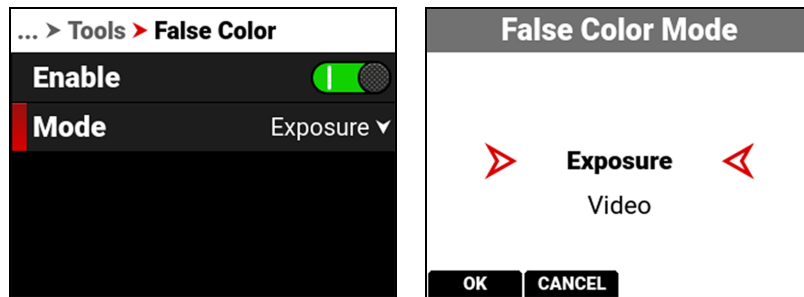 ... > Tools > False Color
Enable
Mode Exposure
False Color Mode
Exposure
Video
OK CANCEL